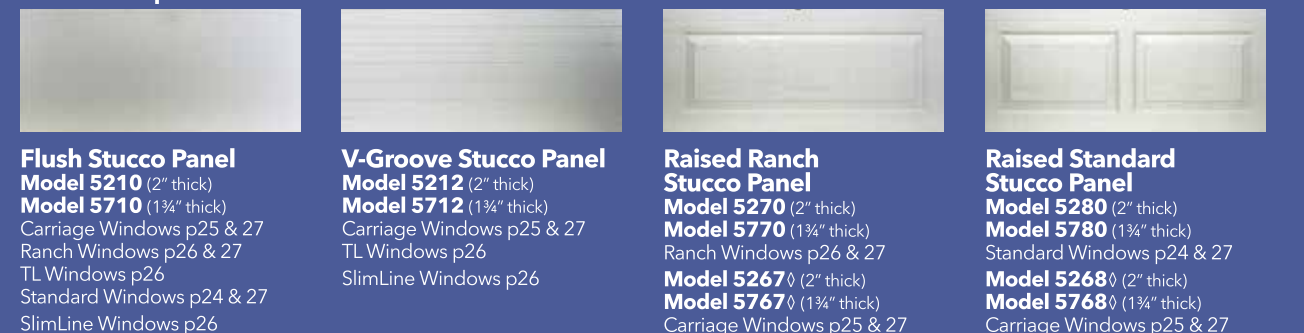 Flush Stucco Panel
Model 5210 (2” thick)
Model 5710 (1¾” thick)
Carriage Windows p25 & 27
Ranch Windows p26 & 27
TL Windows p26
Standard Windows p24 & 27
SlimLine Windows p26
V-Groove Stucco Panel
Model 5212 (2” thick)
Model 5712 (1¾” thick)
Carriage Windows p25 & 27
TL Windows p26
SlimLine Windows p26
Raised Ranch
Stucco Panel
Model 5270 (2” thick)
Model 5770 (1¾” thick)
Ranch Windows p26 & 27
Model 5267◊ (2” thick)
Model 5767◊ (1¾” thick)
Carriage Windows p25 & 27
Raised Standard
Stucco Panel
Model 5280 (2” thick)
Model 5780 (1¾” thick)
Standard Windows p24 & 27
Model 5268◊ (2” thick)
Model 5768◊ (1¾” thick)
Carriage Windows p25 & 27